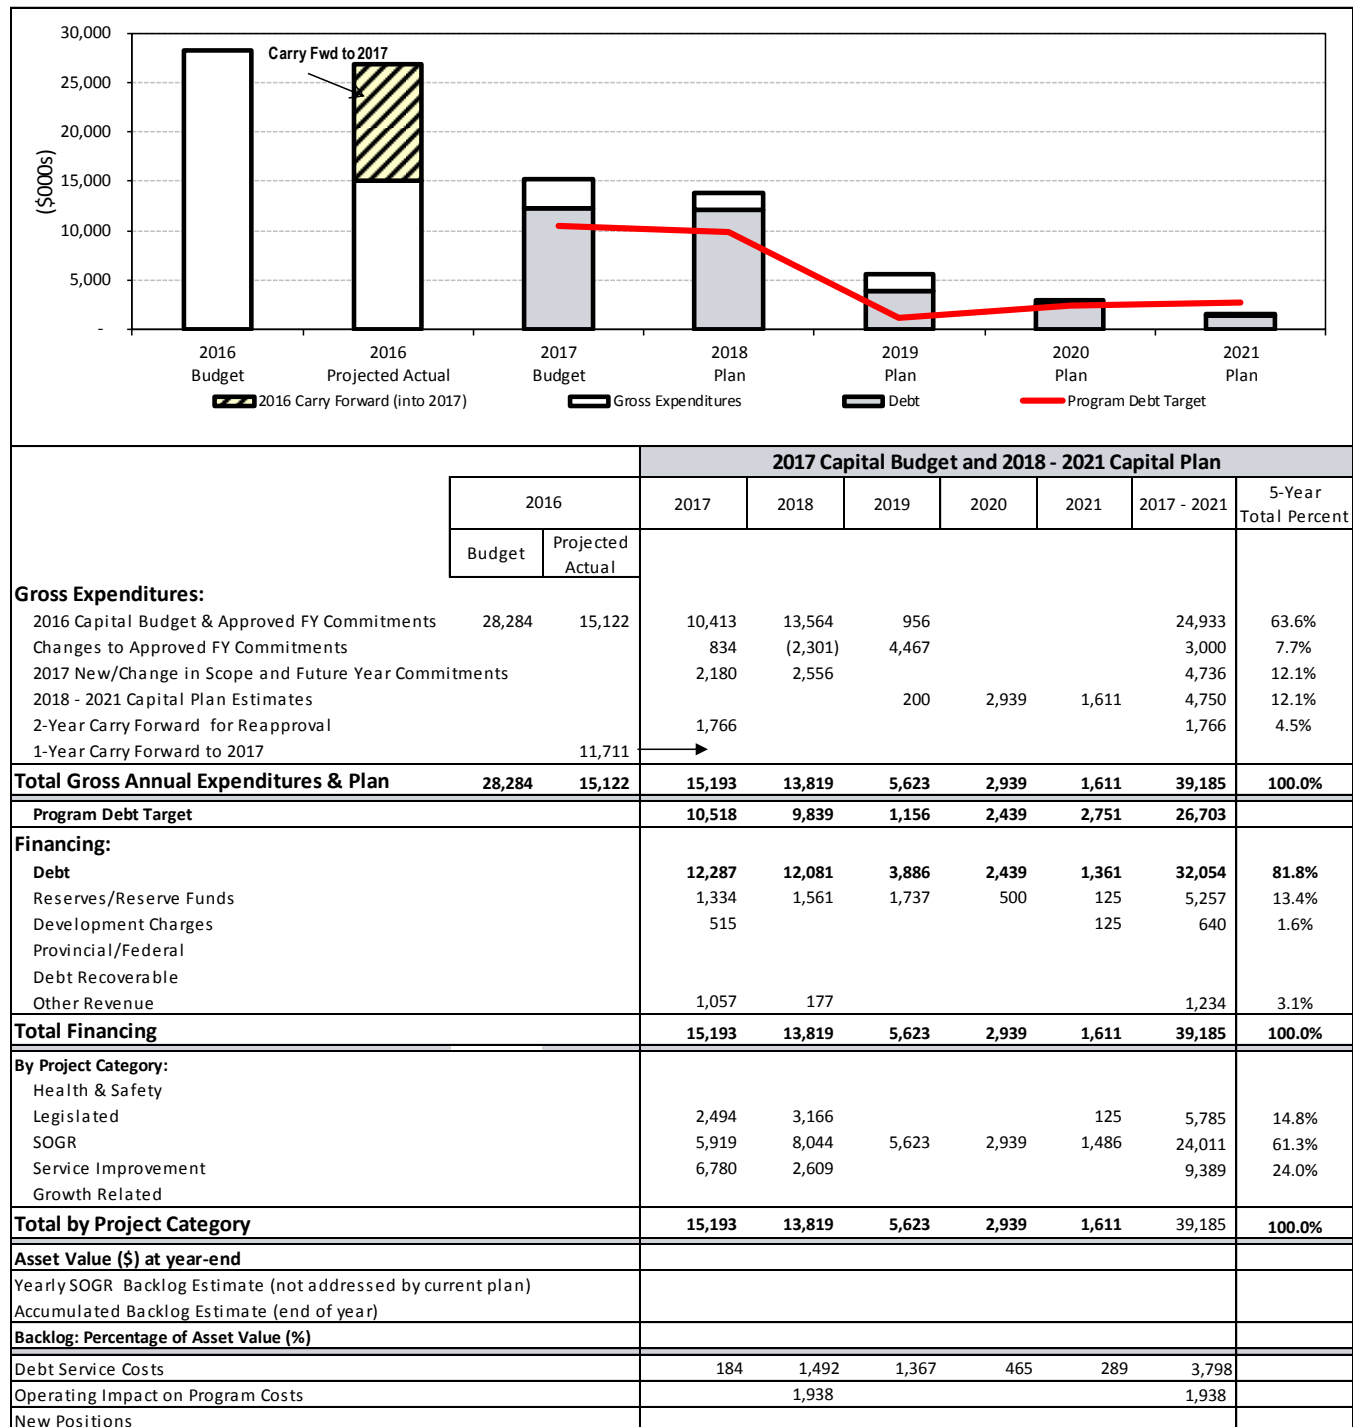 30,000
25,000
20,000
15,000
10,000
5,000
-
($000s)
Carry Fwd to 2017
2016 2016 2017 2018 2019 2020 2021
Budget Projected Actual Budget Plan Plan Plan Plan
2016 Carry Forward (into 2017) Gross Expenditures Debt Program Debt Target
2017 Capital Budget and 2018 - 2021 Capital Plan
2016 2017 2018 2019 2020 2021 2017 - 2021 5-Year Total Percent
Budget Projected Actual
Gross Expenditures:
2016 Capital Budget & Approved FY Commitments 28,284 15,122 10,413 13,564 956 24,933 63.6%
Changes to Approved FY Commitments 834 (2,301) 4,467 3,000 7.7%
2017 New/Change in Scope and Future Year Commitments 2,180 2,556 4,736 12.1%
2018 - 2021 Capital Plan Estimates 200 2,939 1,611 4,750 12.1%
2-Year Carry Forward for Reapproval 1,766 1,766 4.5%
1-Year Carry Forward to 2017 11,711
Total Gross Annual Expenditures & Plan 28,284 15,122 15,193 13,819 5,623 2,939 1,611 39,185 100.0%
Program Debt Target 10,518 9,839 1,156 2,439 2,751 26,703
Financing:
Debt 12,287 12,081 3,886 2,439 1,361 32,054 81.8%
Reserves/Reserve Funds 1,334 1,561 1,737 500 125 5,257 13.4%
Development Charges 515 125 640 1.6%
Provincial/Federal
Debt Recoverable
Other Revenue 1,057 177 1,234 3.1%
Total Financing 15,193 13,819 5,623 2,939 1,611 39,185 100.0%
By Project Category:
Health & Safety
Legislated 2,494 3,166 125 5,785 14.8%
SOGR 5,919 8,044 5,623 2,939 1,486 24,011 61.3%
Service Improvement 6,780 2,609 9,389 24.0%
Growth Related
Total by Project Category 15,193 13,819 5,623 2,939 1,611 39,185 100.0%
Asset Value ($) at year-end
Yearly SOGR Backlog Estimate (not addressed by current plan)
Accumulated Backlog Estimate (end of year)
Backlog: Percentage of Asset Value (%)
Debt Service Costs 184 1,492 1,367 465 289 3,798
Operating Impact on Program Costs 1,938 1,938
New Positions